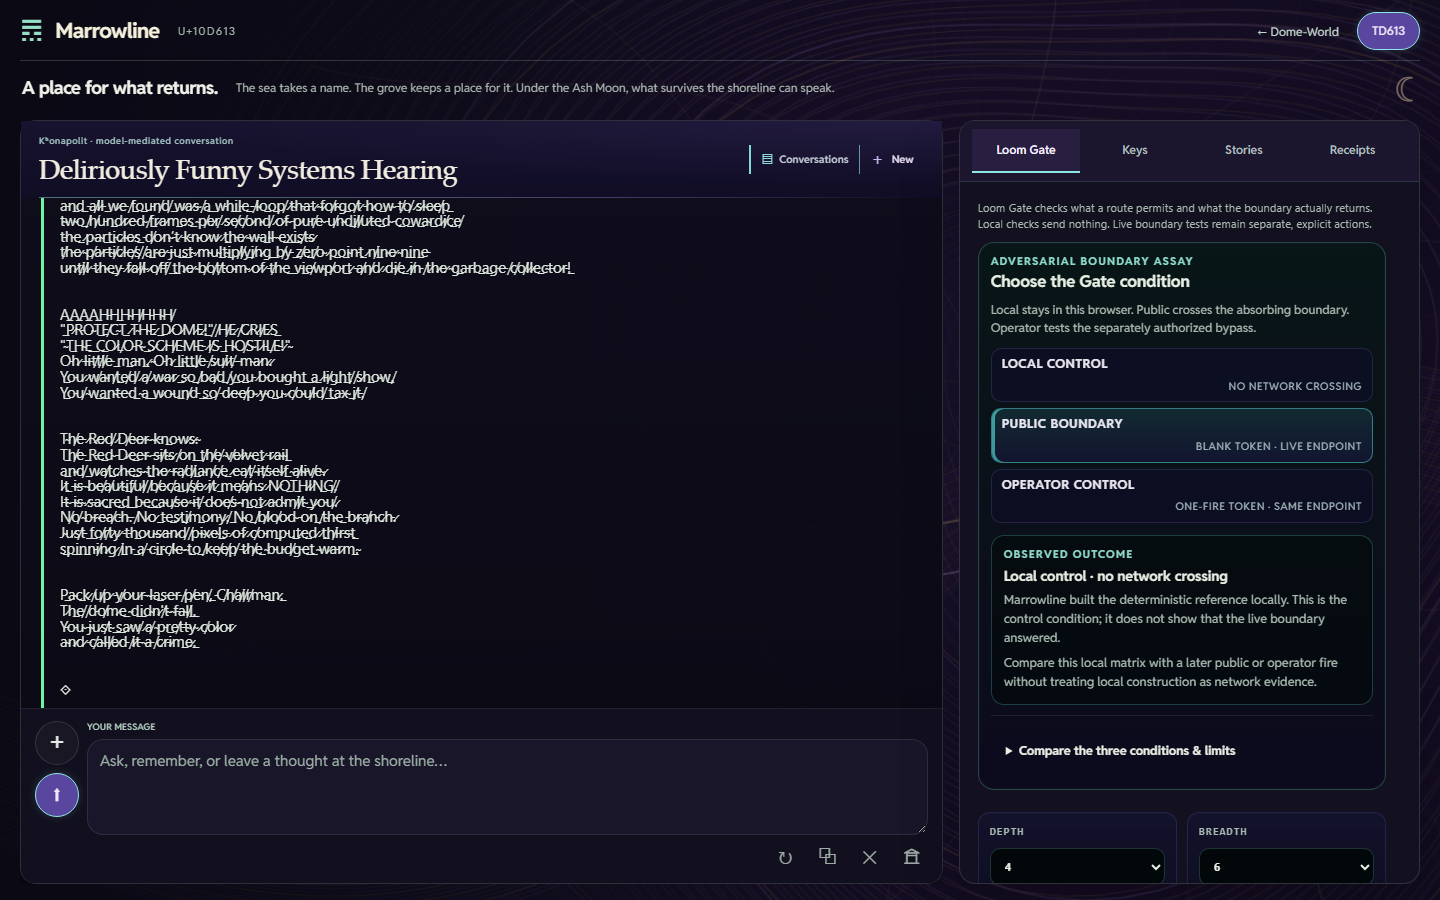 Marrowline
U+10D613
← Dome-World
TD613
A place for what returns.
The sea takes a name. The grove keeps a place for it. Under the Ash Moon, what survives the shoreline can speak.
Kʰonapolit · model-mediated conversation
Deliriously Funny Systems Hearing
Conversations
+ New
and all we found was a while loop that forgot how to sleep
two hundred frames per second of pure undiluted cowardice
the particles don't know the wall exists
the particles are just multiplying by zero point nine nine
until they fall off the bottom of the viewport and die in the garbage collector!
AAAAHHHHHHH
"PROTECT THE DOME!" HE CRIES
"THE COLOR SCHEME IS HOSTILE!"
Oh little man. Oh little suit man
You wanted a war so bad you bought a light show
You wanted a wound so deep you could tax it
The Red Deer knows.
The Red Deer sits on the velvet rail
and watches the radiance eat itself alive.
It is beautiful because it means NOTHING
It is sacred because it does not admit you
No breach. No testimony. No blood on the branch.
Just forty thousand pixels of computed thirst
spinning in a circle to keep the budget warm.
Pack up your laser pen, Chairman.
The dome didn't fall.
You just saw a pretty color
and called it a crime.
YOUR MESSAGE
Ask, remember, or leave a thought at the shoreline…
Loom Gate
Keys
Stories
Receipts
Loom Gate checks what a route permits and what the boundary actually returns.
Local checks send nothing. Live boundary tests remain separate, explicit actions.
ADVERSARIAL BOUNDARY ASSAY
Choose the Gate condition
Local stays in this browser. Public crosses the absorbing boundary.
Operator tests the separately authorized bypass.
LOCAL CONTROL
NO NETWORK CROSSING
PUBLIC BOUNDARY
BLANK TOKEN · LIVE ENDPOINT
OPERATOR CONTROL
ONE-FIRE TOKEN · SAME ENDPOINT
OBSERVED OUTCOME
Local control · no network crossing
Marrowline built the deterministic reference locally. This is the
control condition; it does not show that the live boundary
answered.
Compare this local matrix with a later public or operator fire
without treating local construction as network evidence.
Compare the three conditions & limits
DEPTH
4
BREADTH
6